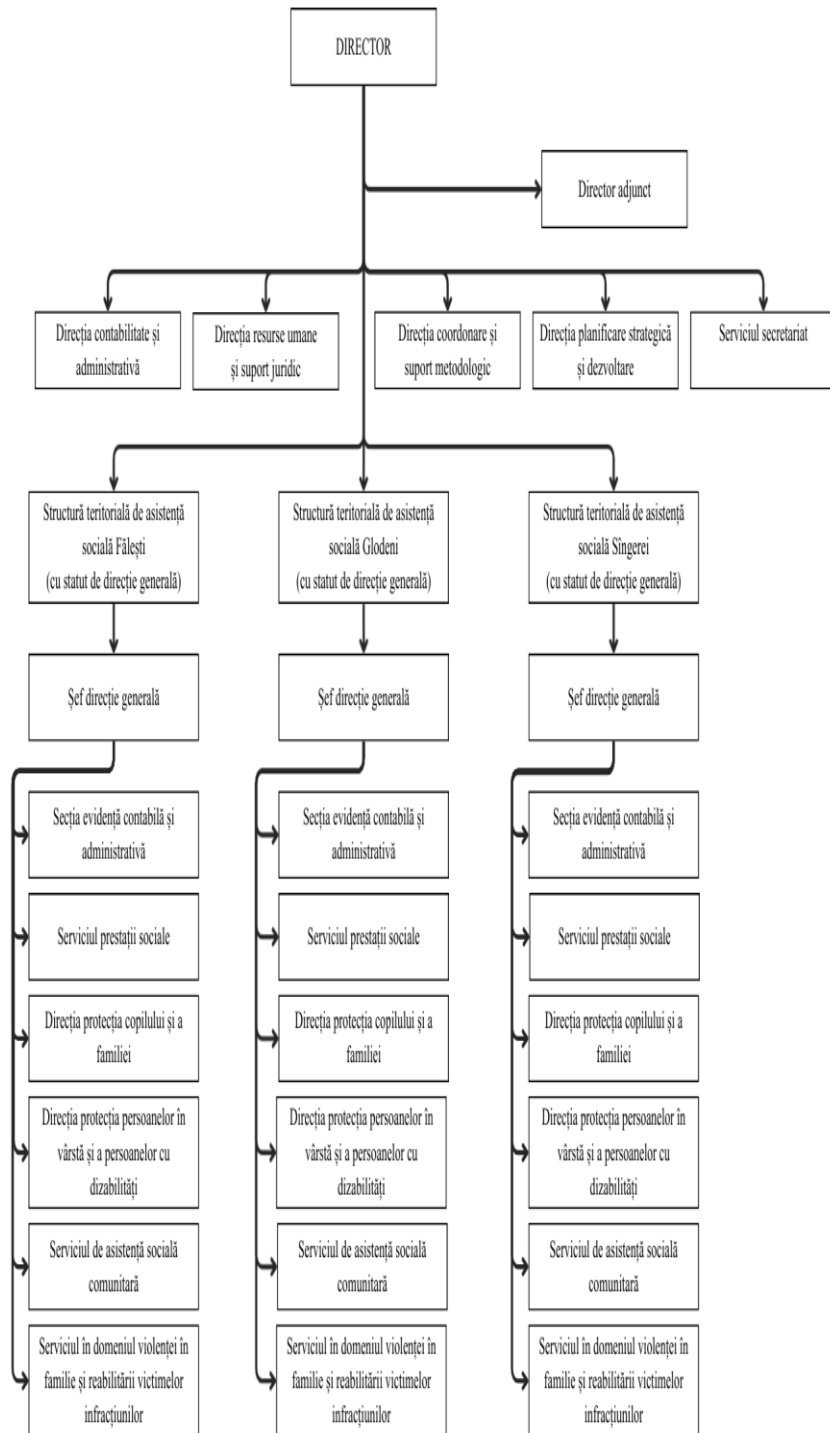 DIRECTOR
Director adjunct
Direcția contabilitate și
administrativă
Direcția resurse umane
și suport juridic
Direcția coordonare și
suport metodologic
Direcția planificare strategică
și dezvoltare
Serviciul secretariat
Structură teritorială de asistență
socială Fălești
(cu statut de direcție generală)
Structură teritorială de asistență
socială Glodeni
(cu statut de direcție generală)
Structură teritorială de asistență
socială Sîngerei
(cu statut de direcție generală)
Șef direcție generală
Șef direcție generală
Șef direcție generală
Secția evidență contabilă și
administrativă
Secția evidență contabilă și
administrativă
Secția evidență contabilă și
administrativă
Serviciul prestații sociale
Serviciul prestații sociale
Serviciul prestații sociale
Direcția protecția copilului și a
familiei
Direcția protecția copilului și a
familiei
Direcția protecția copilului și a
familiei
Direcția protecția persoanelor în
vârstă și a persoanelor cu
dizabilități
Direcția protecția persoanelor în
vârstă și a persoanelor cu
dizabilități
Direcția protecția persoanelor în
vârstă și a persoanelor cu
dizabilități
Serviciul de asistență socială
comunitară
Serviciul de asistență socială
comunitară
Serviciul de asistență socială
comunitară
Serviciul în domeniul violenței în
familie și reabilitării victimelor
infracțiunilor
Serviciul în domeniul violenței în
familie și reabilitării victimelor
infracțiunilor
Serviciul în domeniul violenței în
familie și reabilitării victimelor
infracțiunilor